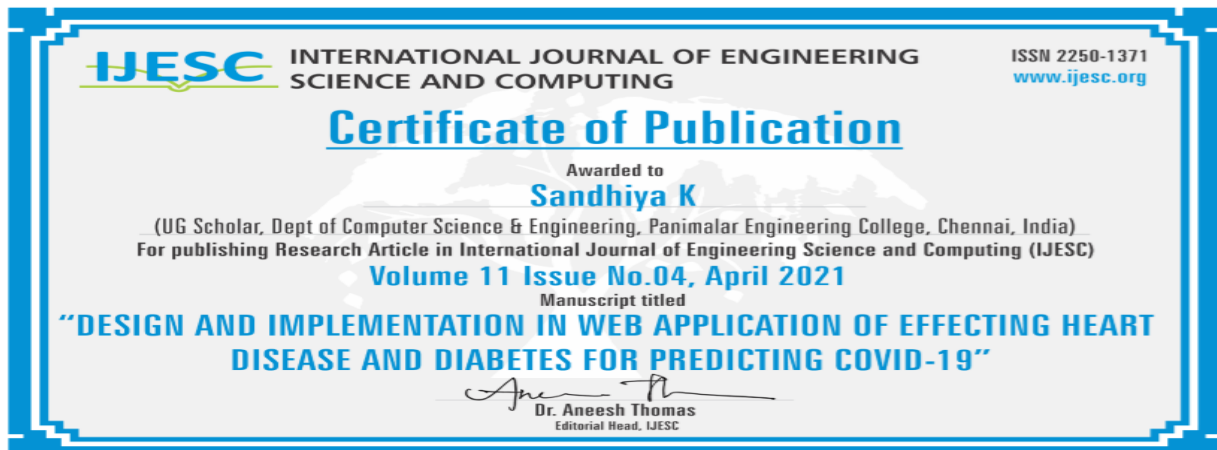 IJESC
INTERNATIONAL JOURNAL OF ENGINEERING
SCIENCE AND COMPUTING
ISSN 2250-1371
www.ijesc.org
Certificate of Publication
Awarded to
Sandhiya K
(UG Scholar, Dept of Computer Science & Engineering, Panimalar Engineering College, Chennai, India)
For publishing Research Article in International Journal of Engineering Science and Computing (IJESC)
Volume 11 Issue No.04, April 2021
Manuscript titled
“DESIGN AND IMPLEMENTATION IN WEB APPLICATION OF EFFECTING HEART
DISEASE AND DIABETES FOR PREDICTING COVID-19”
Dr. Aneesh Thomas
Editorial Head, IJESC